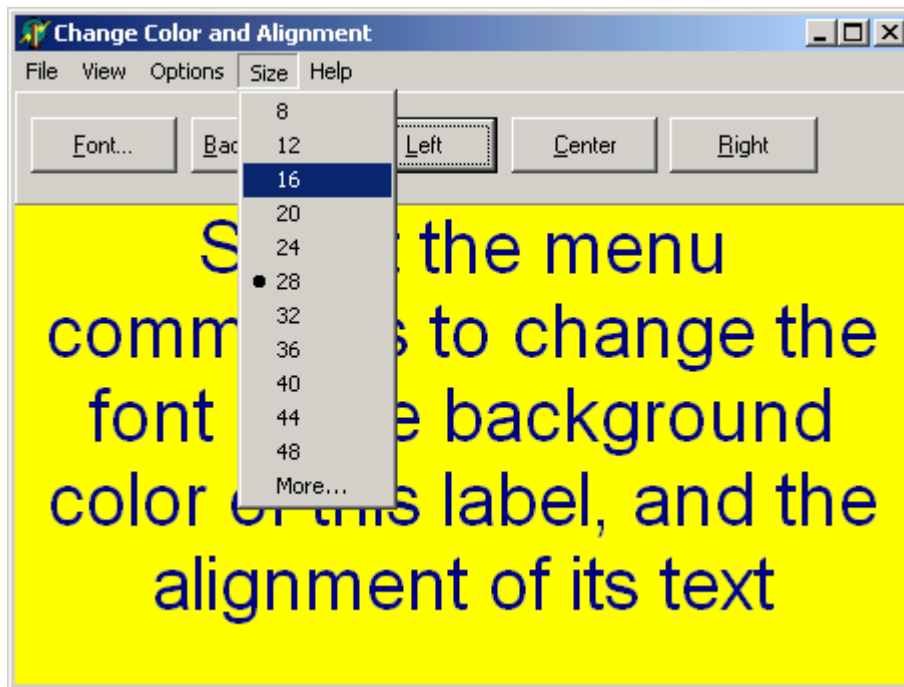 Change Color and Alignment
File View Options Size Help
Font... Left Center Right
8
12
16
20
24
28
32
36
40
44
48
More...
the menu
to change the
font background
color of this label, and the
alignment of its text